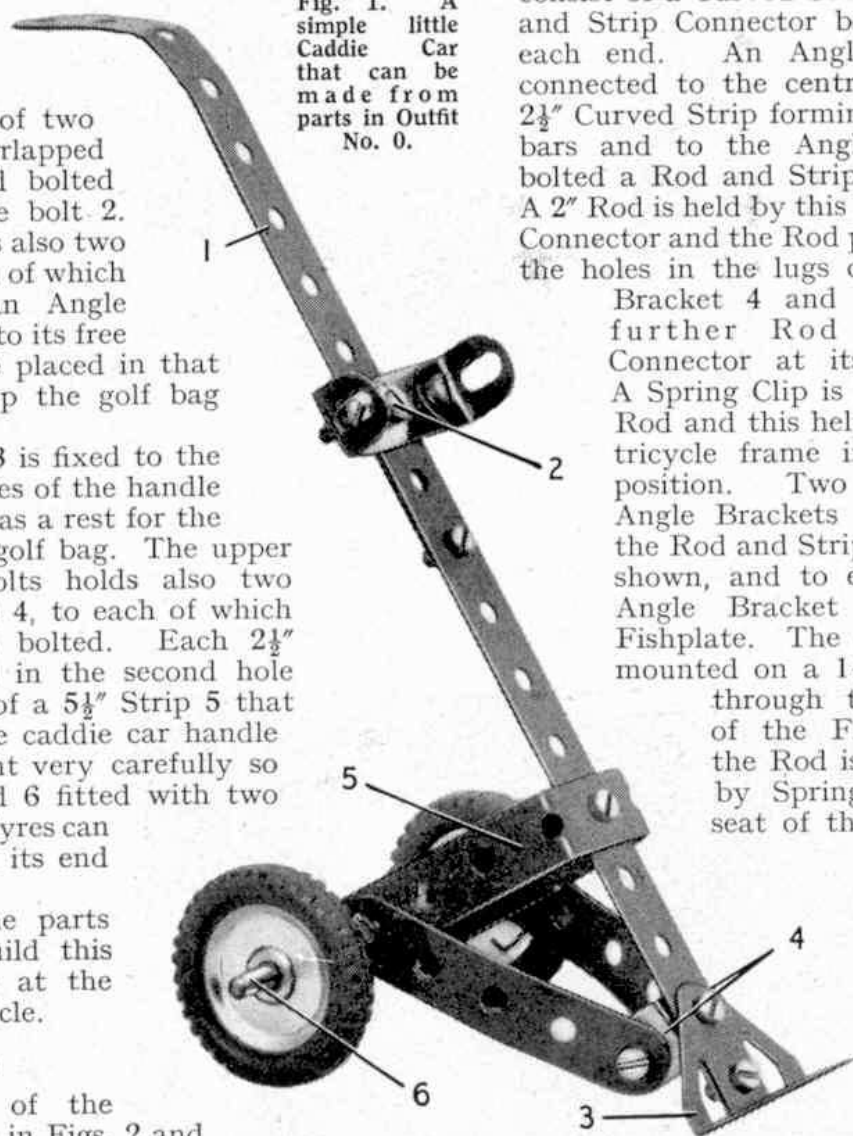 Fig. 1. A
simple little
Caddie Car
that can be
made from
parts in Outfit
No. 0.
of two
bolted
e bolt 2.
s also two
of which
an Angle
to its free
placed in that
p the golf bag
3 is fixed to the
es of the handle
as a rest for the
golf bag. The upper
olts holds also two
4, to each of which
bolted. Each 2½″
in the second hole
of a 5½″ Strip 5 that
e caddie car handle
nt very carefully so
d 6 fitted with two
yres can
its end
e parts
ild this
at the
cle.
of the
in Figs. 2 and
and Strip Connector b
each end. An Angl
connected to the centr
2½″ Curved Strip formin
bars and to the Angl
bolted a Rod and Strip
A 2″ Rod is held by this
Connector and the Rod p
the holes in the lugs o
Bracket 4 and
further Rod
Connector at its
A Spring Clip is
Rod and this hel
tricycle frame i
position. Two
Angle Brackets
the Rod and Strip
shown, and to e
Angle Bracket
Fishplate. The
mounted on a 1
through t
of the F
the Rod is
by Spring
seat of th
1
2
5
4
6
3